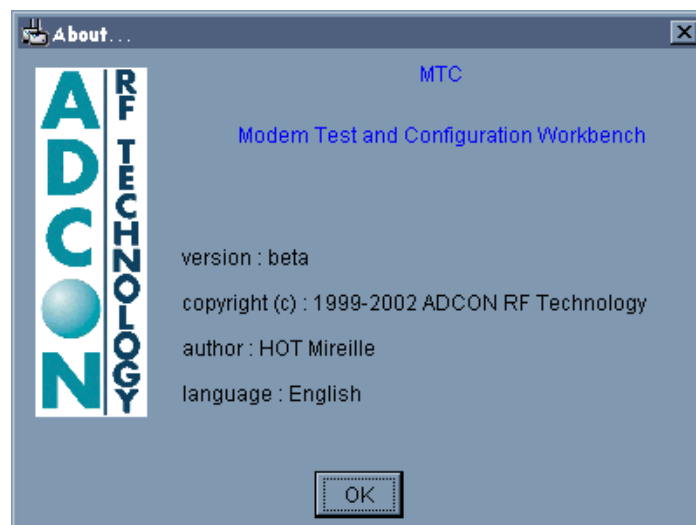 About...
ADCON
RF TECHNOLOGY
MTC
Modem Test and Configuration Workbench
version : beta
copyright (c) : 1999-2002 ADCON RF Technology
author : HOT Mireille
language : English
OK